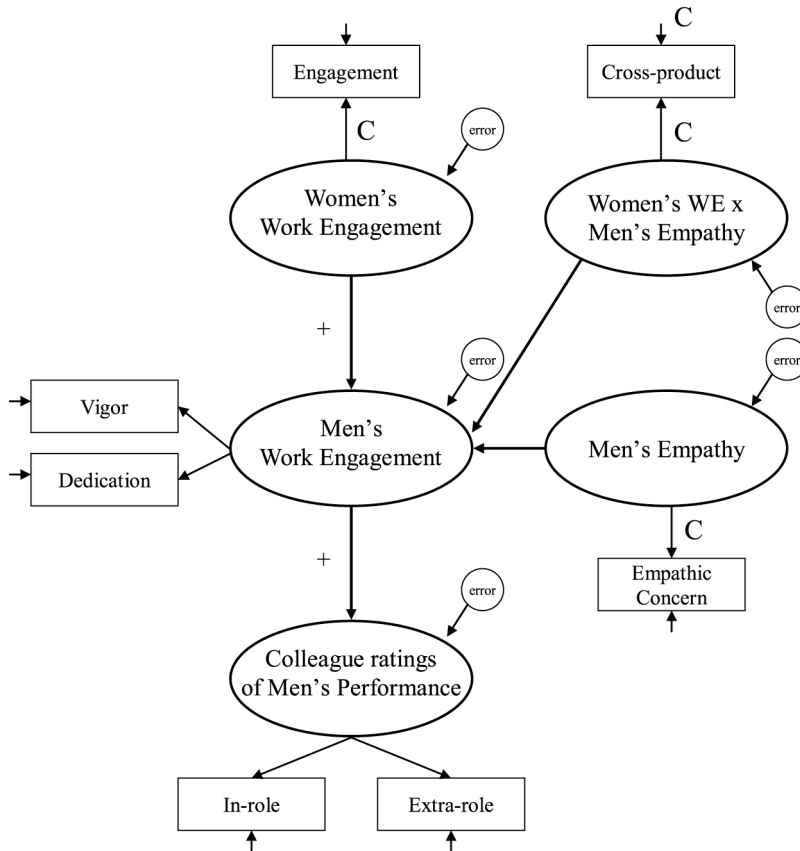 C
Engagement
Cross-product
C
C
error
Women's
Work Engagement
Women's WE x
Men's Empathy
error
+
error
error
Vigor
Men's
Work Engagement
Men's Empathy
Dedication
C
+
Empathic
Concern
error
Colleague ratings
of Men's Performance
In-role
Extra-role